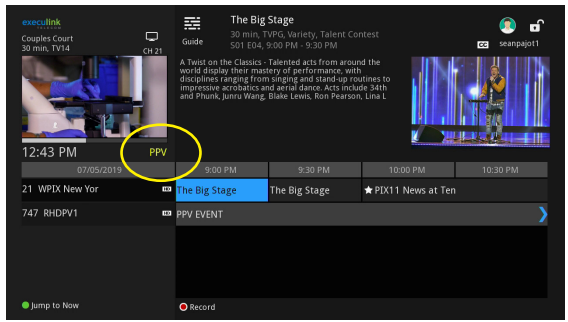 execulink
TELECOM
Couples Court
30 min, TV14
CH 21
Guide
The Big Stage
30 min, TVPG, Variety, Talent Contest
S01 E04, 9:00 PM - 9:30 PM
CC
seanpajot1
A Twist on the Classics - Talented acts from around the
world display their mastery of performance, with
disciplines ranging from singing and stand-up routines to
impressive acrobatics and aerial dance. Acts include 34th
and Phunk, Junru Wang, Blake Lewis, Ron Pearson, Lina L
12:43 PM
PPV
07/05/2019
9:00 PM
9:30 PM
10:00 PM
10:30 PM
21 WPIX New Yor
HD
The Big Stage
The Big Stage
★ PIX11 News at Ten
747 RHDPV1
HD
PPV EVENT
Jump to Now
Record